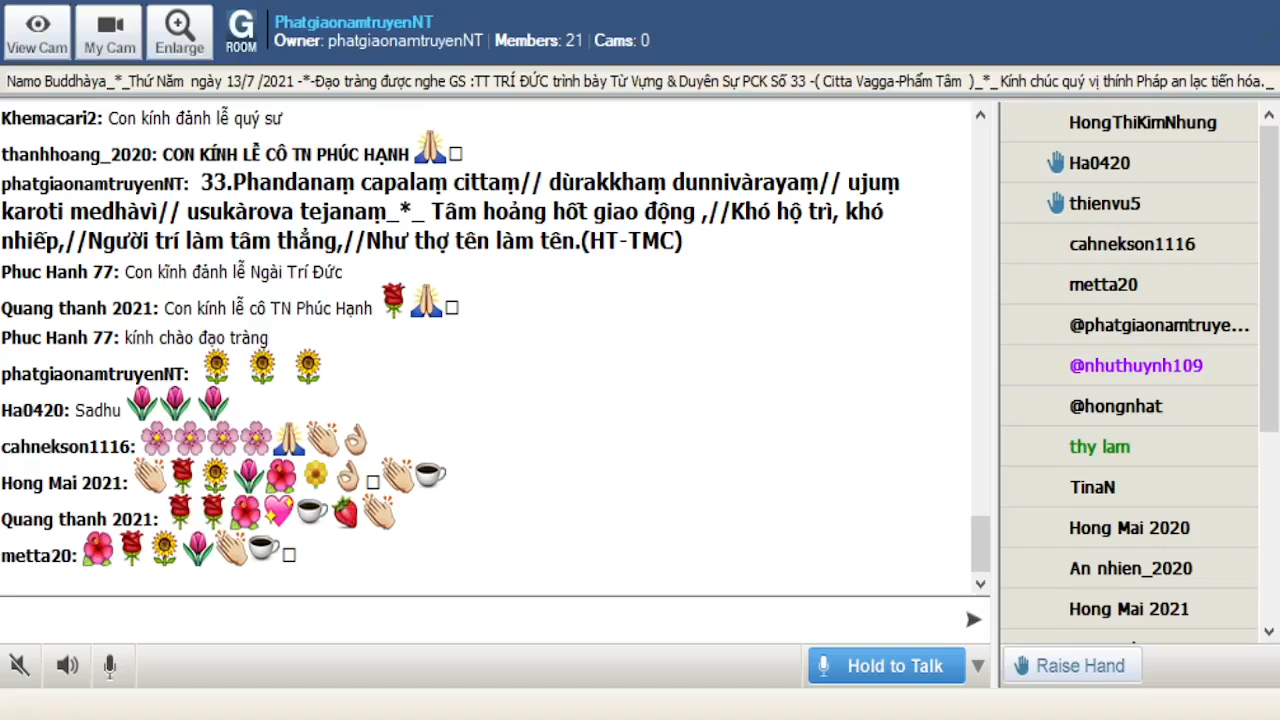 View Cam
My Cam
Enlarge
G
ROOM
PhatgiaonamtruyenNT
Owner: phatgiaonamtruyenNT | Members: 21 | Cams: 0
Namo Buddhàya_*_Thứ Năm ngày 13/7 /2021 -*-Đạo tràng được nghe GS :TT TRÍ ĐỨC trình bày Từ Vựng & Duyên Sự PCK Số 33 -( Citta Vagga-Phẩm Tâm )_*_ Kính chúc quý vị thính Pháp an lạc tiến hóa._
Khemacari2: Con kính đảnh lễ quý sư
thanhhoang_2020: CON KÍNH LỄ CÔ TN PHÚC HẠNH 🙏
phatgiaonamtruyenNT: 33.Phandanaṃ capalaṃ cittaṃ// dùrakkhaṃ dunnivàrayaṃ// ujuṃ
karoti medhàvì// usukàrova tejanaṃ_*_ Tâm hoảng hốt giao động ,//Khó hộ trì, khó
nhiếp,//Người trí làm tâm thẳng,//Như thợ tên làm tên.(HT-TMC)
Phuc Hanh 77: Con kĩnh đảnh lễ Ngài Trí Đức
Quang thanh 2021: Con kính lễ cô TN Phúc Hạnh 🌹🙏
Phuc Hanh 77: kính chào đạo tràng
phatgiaonamtruyenNT: 🌻 🌻 🌻
Ha0420: Sadhu 🌷🌷 🌷
cahnekson1116: 🌸🌸🌸🌸🙏👏👌
Hong Mai 2021: 👏🌹🌻🌷🌺🌼👌👏☕
Quang thanh 2021: 🌹🌹🌺💖☕🍓👏
metta20: 🌺🌹🌻🌷👏☕
Hold to Talk
HongThiKimNhung
Ha0420
thienvu5
cahnekson1116
metta20
@phatgiaonamtruye...
@nhuthuynh109
@hongnhat
thy lam
TinaN
Hong Mai 2020
An nhien_2020
Hong Mai 2021
Raise Hand